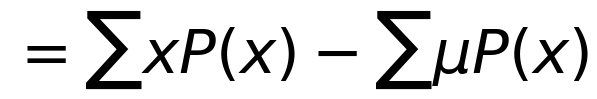 = ∑xP(x) − ∑μP(x)